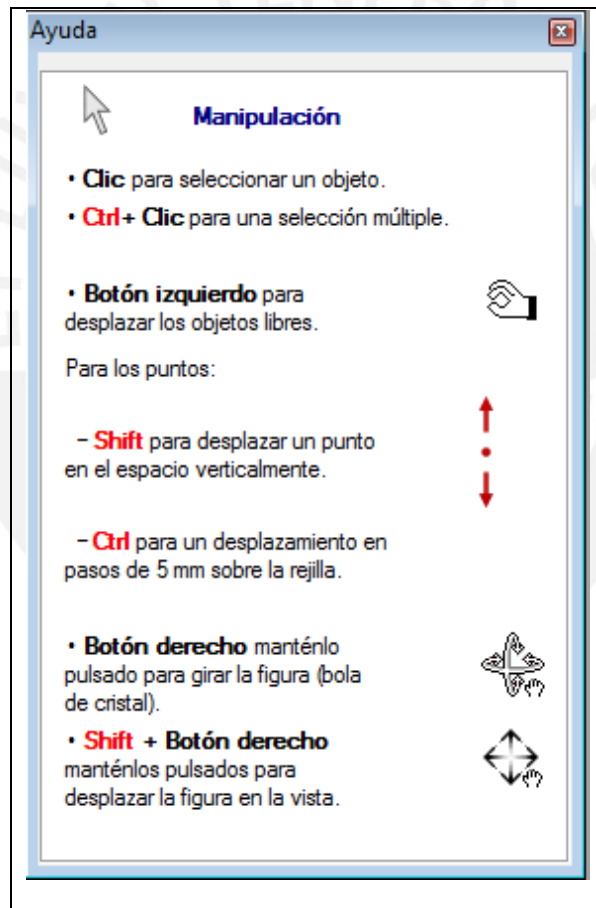 Ayuda
Manipulación
• Clic para seleccionar un objeto.
• Ctrl+ Clic para una selección múltiple.
• Botón izquierdo para
desplazar los objetos libres.
Para los puntos:
– Shift para desplazar un punto
en el espacio verticalmente.
– Ctrl para un desplazamiento en
pasos de 5 mm sobre la rejilla.
• Botón derecho manténlo
pulsado para girar la figura (bola
de cristal).
• Shift + Botón derecho
manténlos pulsados para
desplazar la figura en la vista.